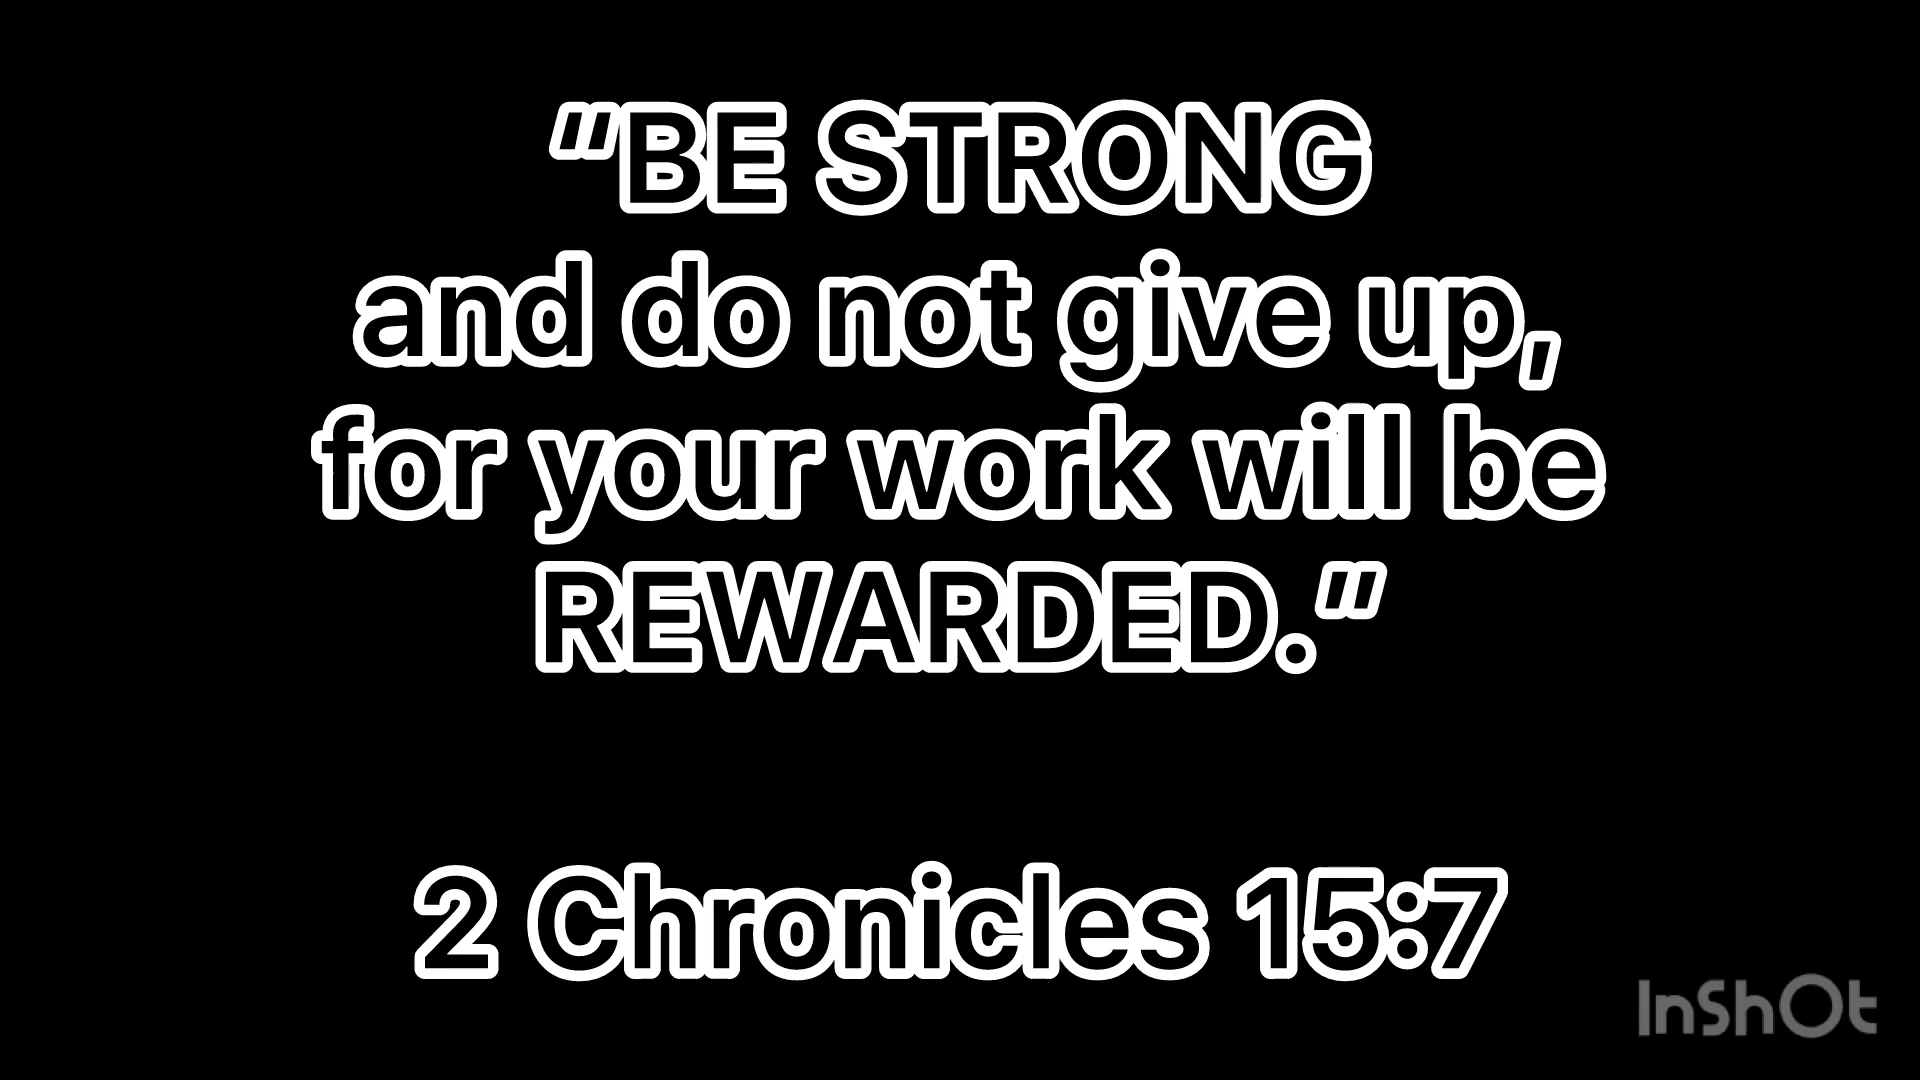 "BE STRONG
and do not give up,
for your work will be
REWARDED."
2 Chronicles 15:7
InShOt